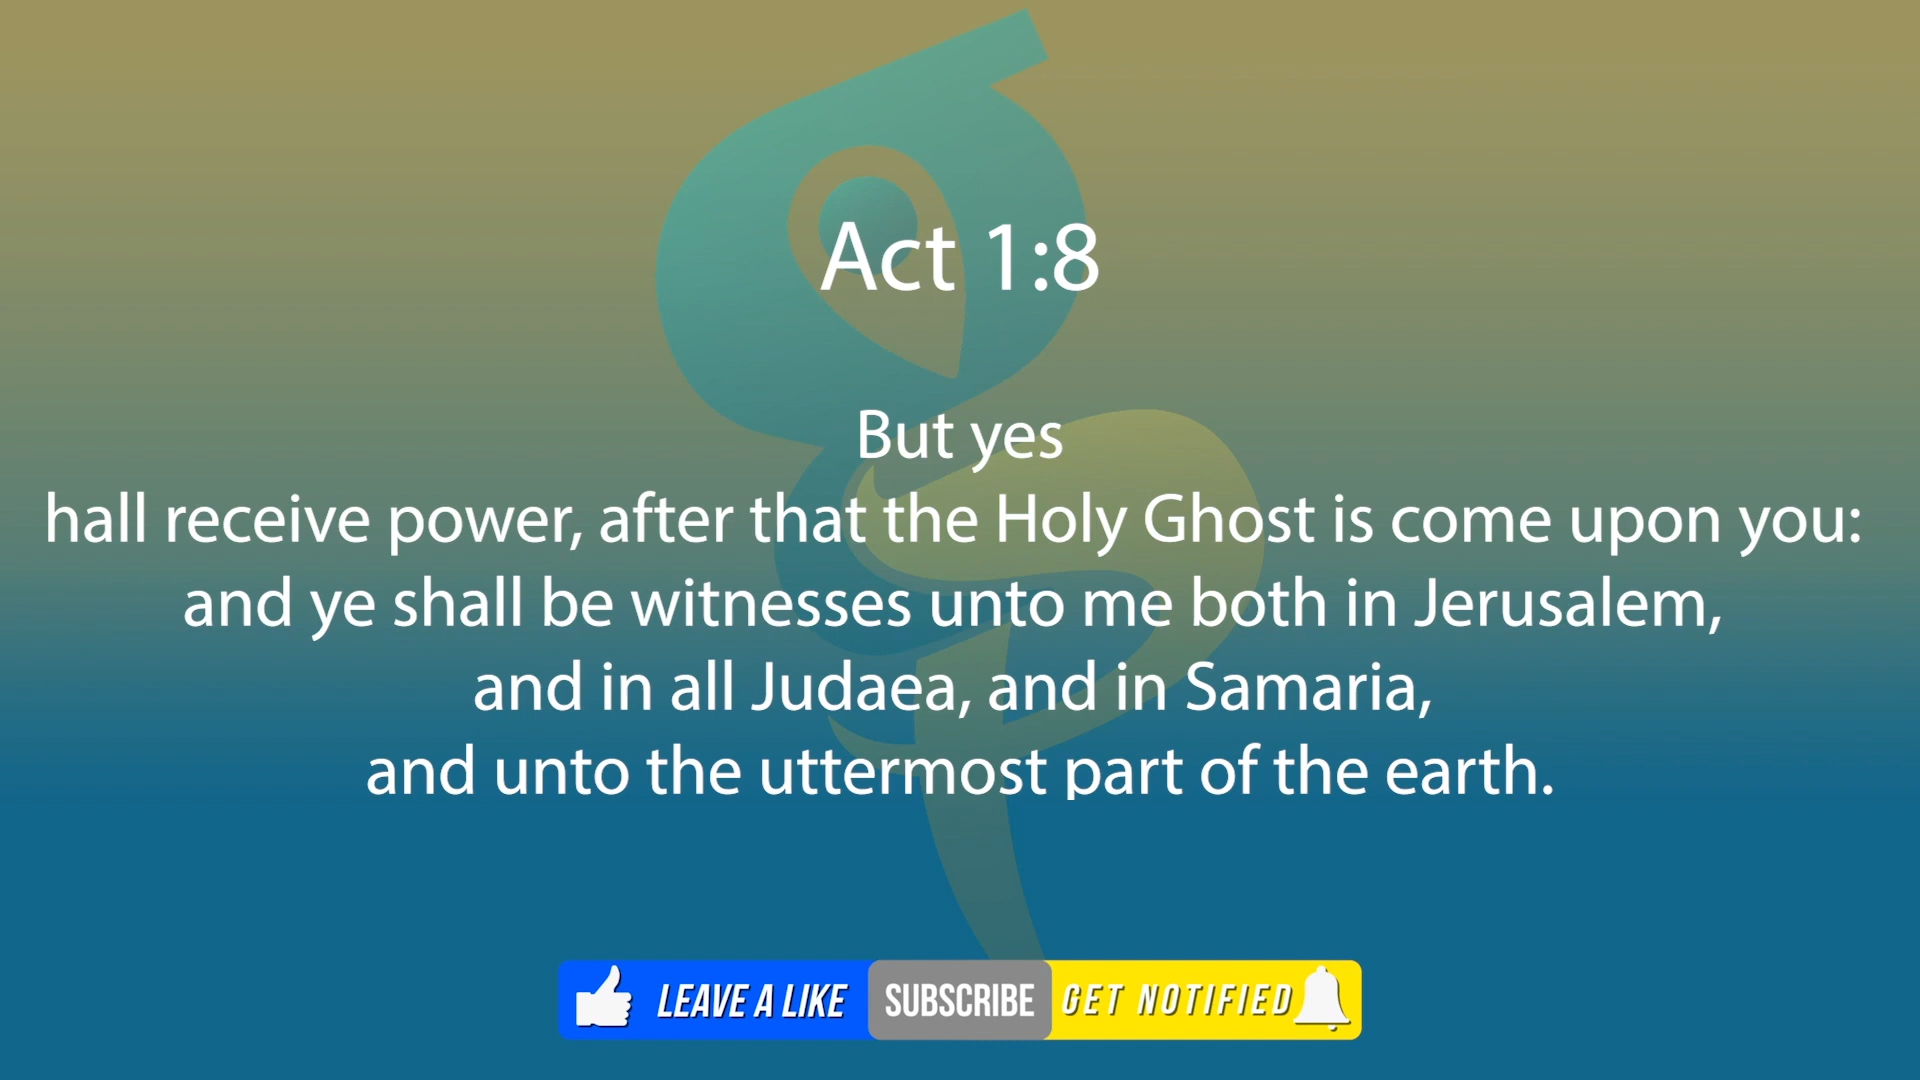 Act 1:8
But yes
hall receive power, after that the Holy Ghost is come upon you:
and ye shall be witnesses unto me both in Jerusalem,
and in all Judaea, and in Samaria,
and unto the uttermost part of the earth.
LEAVE A LIKE SUBSCRIBE GET NOTIFIED